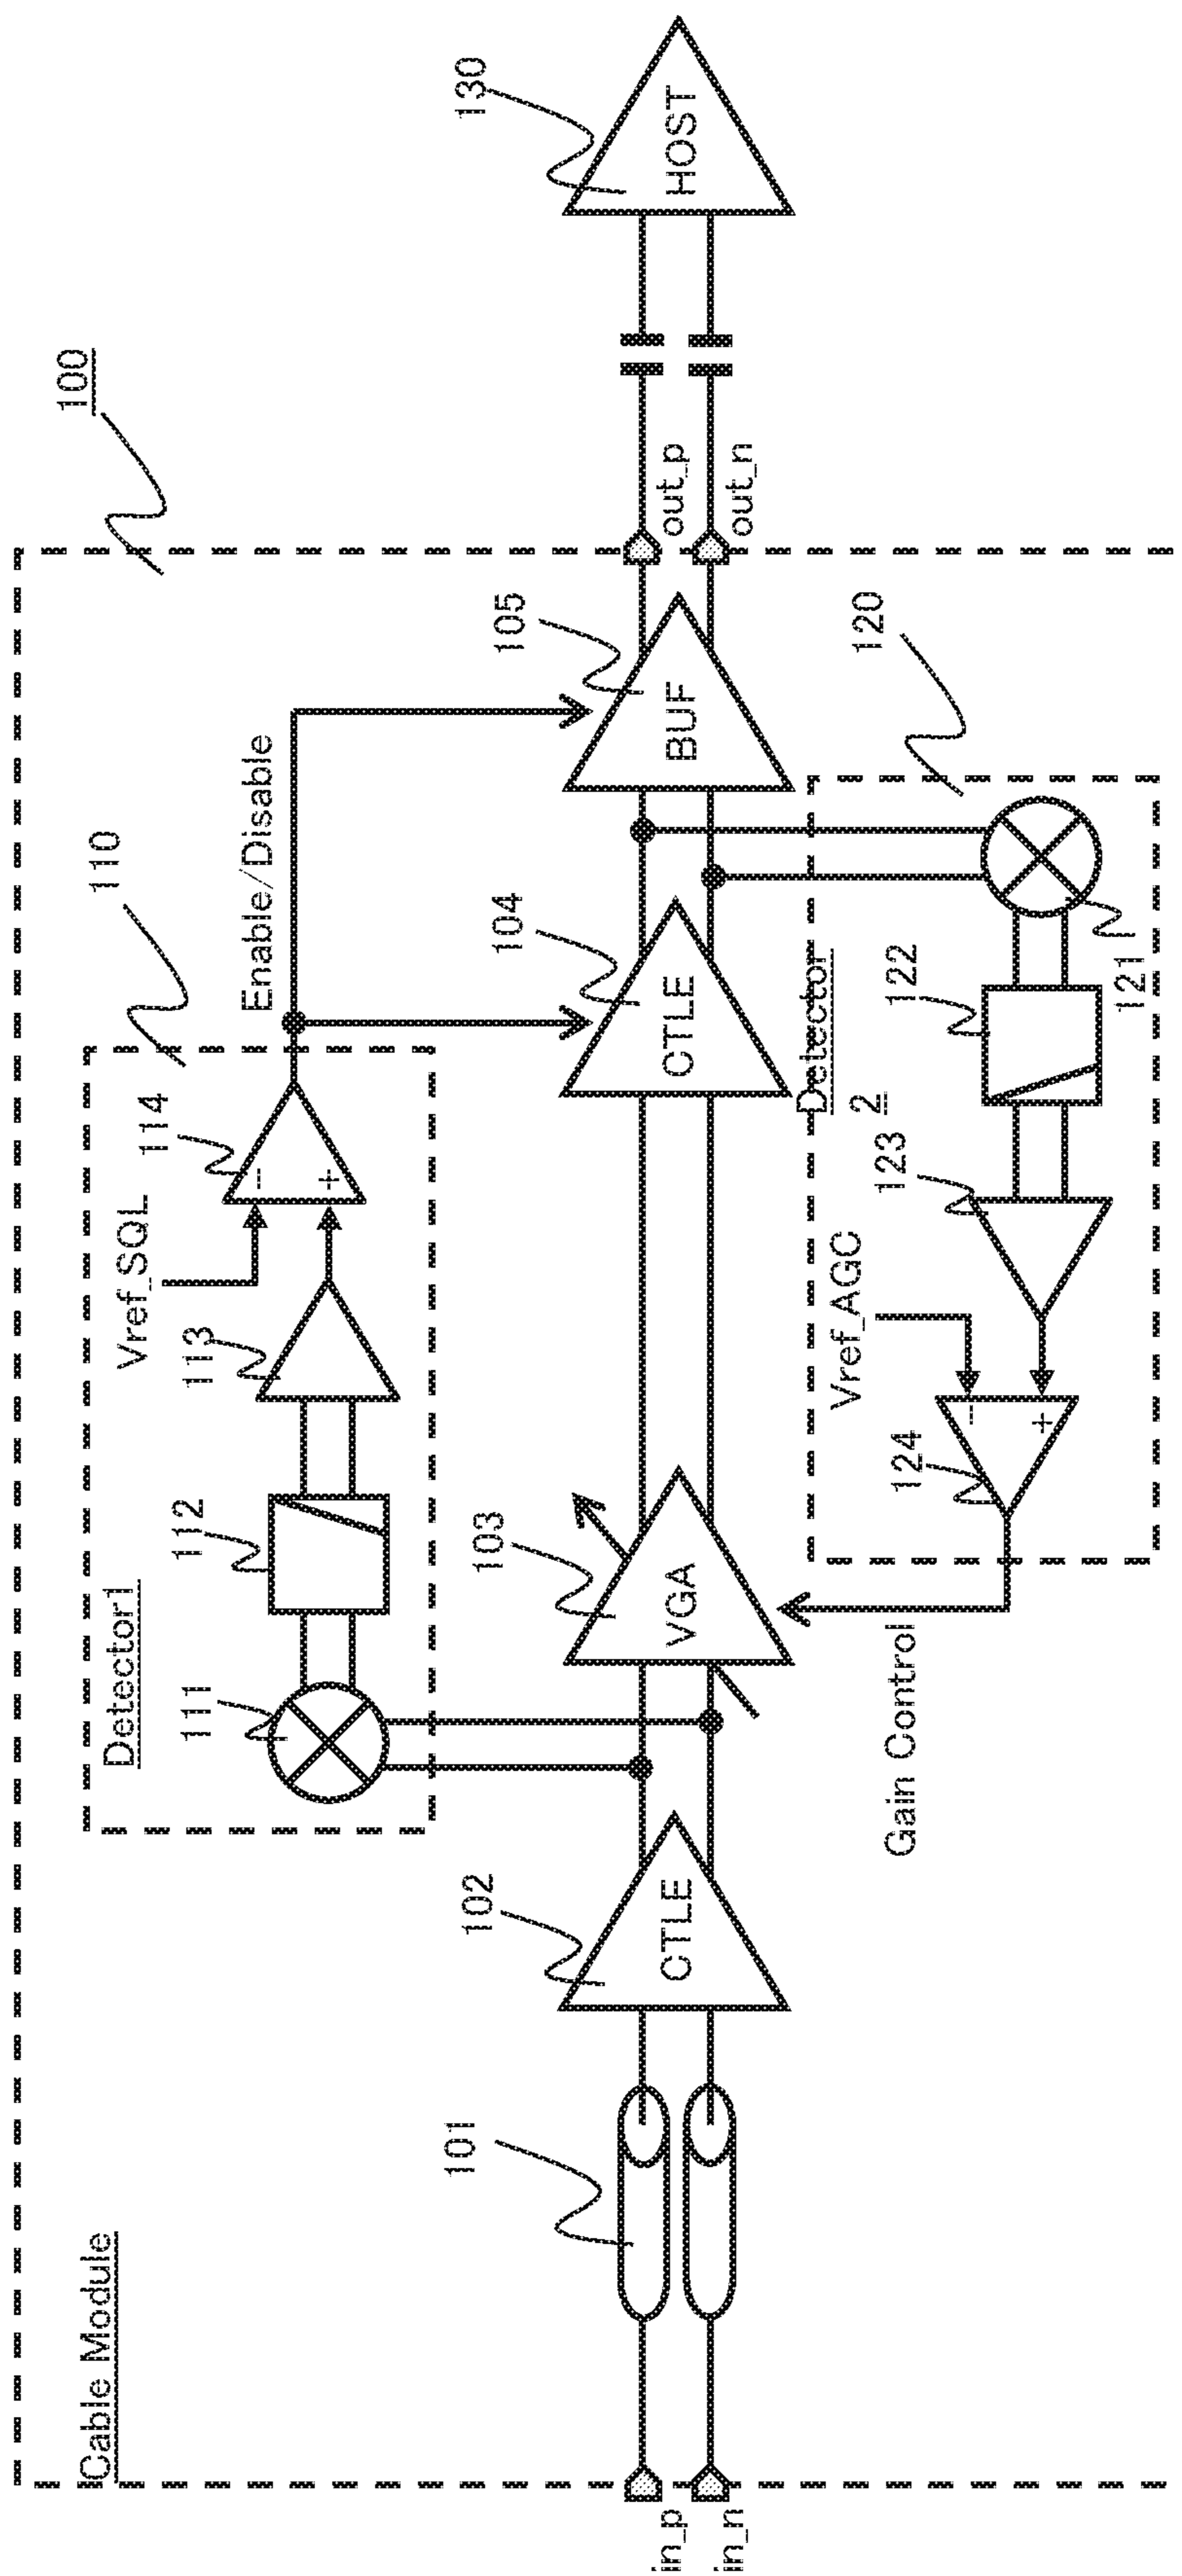 Cable Module
100
Detector1
110
111
112
113
114
Vref_SQL
-
+
Enable/Disable
in_p
in_n
101
102
CTLE
103
VGA
104
CTLE
105
BUF
out_p
out_n
130
HOST
Gain Control
120
Detector
2
Vref_AGC
124
-
+
123
122
121